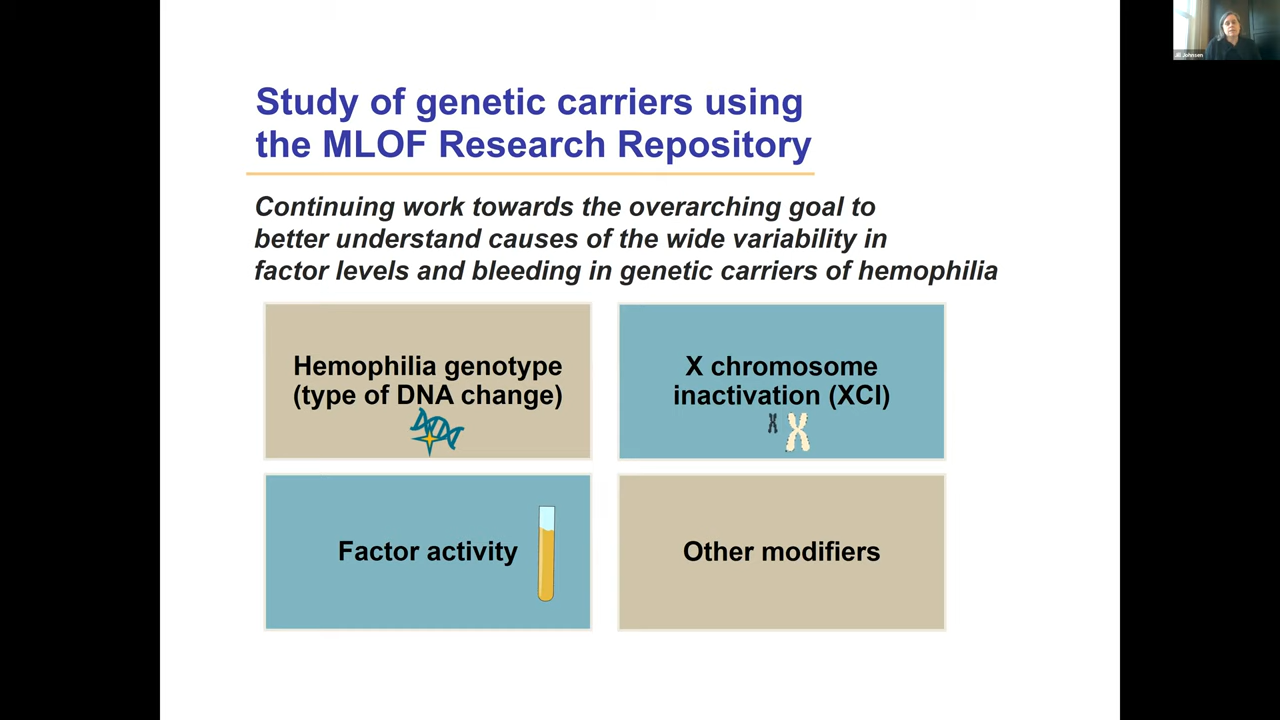 Study of genetic carriers using
the MLOF Research Repository
Continuing work towards the overarching goal to
better understand causes of the wide variability in
factor levels and bleeding in genetic carriers of hemophilia
Hemophilia genotype
(type of DNA change)
X chromosome
inactivation (XCI)
Factor activity
Other modifiers
Jill Johnsen